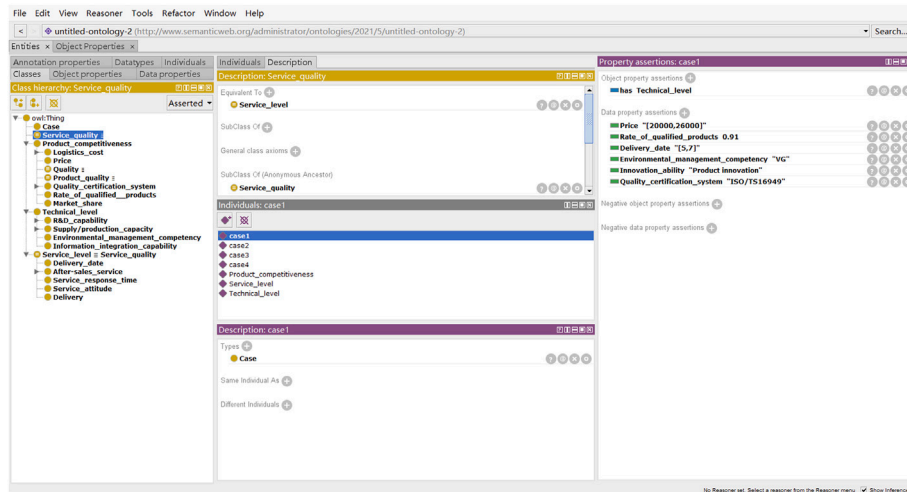 File Edit View Reasoner Tools Refactor Window Help
< untitled-ontology-2 (http://www.semanticweb.org/administrator/ontologies/2021/5/untitled-ontology-2) Search...
Entities × Object Properties ×
Annotation properties Datatypes Individuals
Classes Object properties Data properties
Class hierarchy: Service_quality
Asserted
owl:Thing
Case
Service_quality ≡
Product_competitiveness
Logistics_cost
Price
Quality ≡
Product_quality ≡
Quality_certification_system
Rate_of_qualified__products
Market_share
Technical_level
R&D_capability
Supply/production_capacity
Environmental_management_competency
Information_integration_capability
Service_level ≡ Service_quality
Delivery_date
After-sales_service
Service_response_time
Service_attitude
Delivery
Individuals Description
Description: Service_quality
Equivalent To
Service_level
SubClass Of
General class axioms
SubClass Of (Anonymous Ancestor)
Service_quality
Individuals: case1
case1
case2
case3
case4
Product_competitiveness
Service_level
Technical_level
Description: case1
Types
Case
Same Individual As
Different Individuals
Property assertions: case1
Object property assertions
has Technical_level
Data property assertions
Price "[20000,26000]"
Rate_of_qualified_products 0.91
Delivery_date "[5,7]"
Environmental_management_competency "VG"
Innovation_ability "Product innovation"
Quality_certification_system "ISO/TS16949"
Negative object property assertions
Negative data property assertions
No Reasoner set. Select a reasoner from the Reasoner menu Show Inference